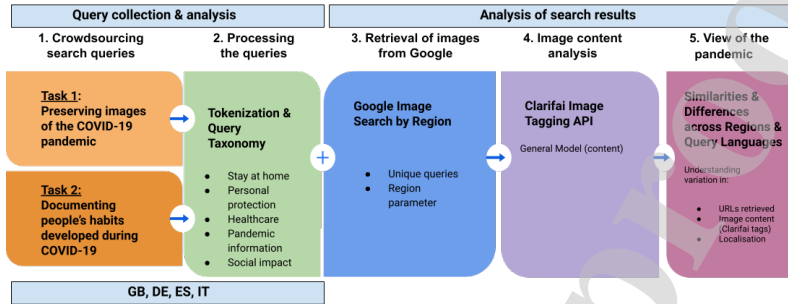 Query collection & analysis
Analysis of search results
1. Crowdsourcing
search queries
2. Processing
the queries
3. Retrieval of images
from Google
4. Image content
analysis
5. View of the
pandemic
Task 1:
Preserving images
of the COVID-19
pandemic
Task 2:
Documenting
people's habits
developed during
COVID-19
Tokenization &
Query
Taxonomy
• Stay at home
• Personal
protection
• Healthcare
• Pandemic
information
• Social impact
+
Google Image
Search by Region
• Unique queries
• Region
parameter
Clarifai Image
Tagging API
General Model (content)
Similarities &
Differences
across Regions &
Query Languages
Understanding
variation in:
• URLs retrieved
• Image content
(Clarifai tags)
• Localisation
GB, DE, ES, IT